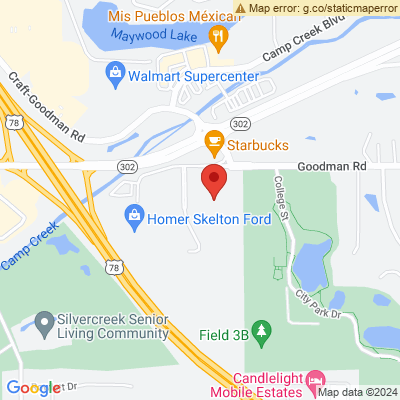 Map error: g.co/staticmaperror
Mis Pueblos Méxican
Maywood Lake
Camp Creek Blvd
Walmart Supercenter
Craft-Goodman Rd
78
302
Starbucks
302
Goodman Rd
College St
Homer Skelton Ford
Camp Creek
78
City Park Dr
Silvercreek Senior
Living Community
Field 3B
Candlelight
Mobile Estates
Google
t Dr
Map data ©2024